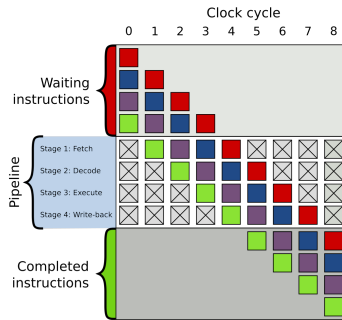 Clock cycle
0 1 2 3 4 5 6 7 8
Waiting
instructions
Pipeline
Stage 1: Fetch
Stage 2: Decode
Stage 3: Execute
Stage 4: Write-back
Completed
instructions